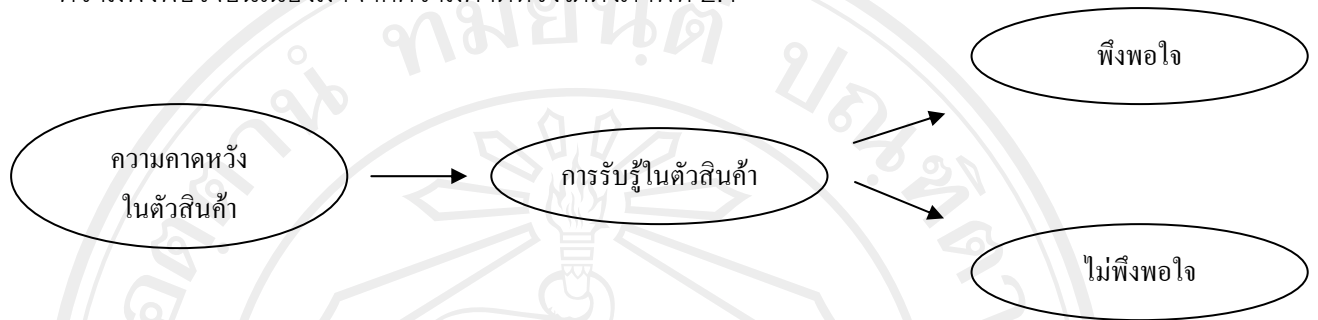 พึงพอใจ
ความคาดหวัง
ในตัวสินค้า
การรับรู้ในตัวสินค้า
ไม่พึงพอใจ